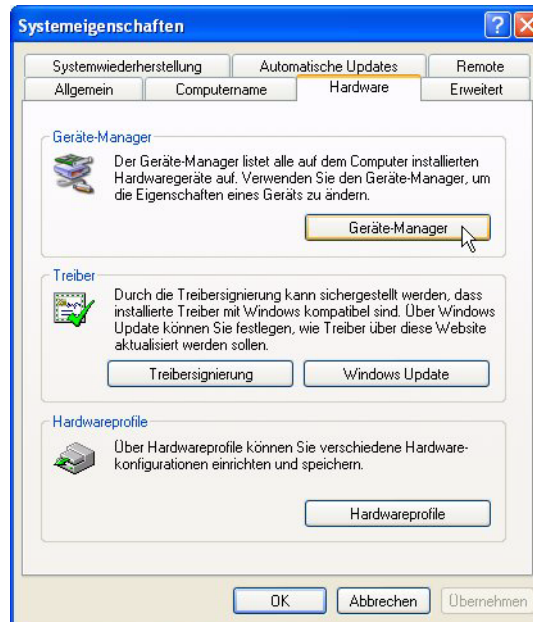 Systemeigenschaften
Systemwiederherstellung Automatische Updates Remote
Allgemein Computername Hardware Erweitert
Geräte-Manager
Der Geräte-Manager listet alle auf dem Computer installierten
Hardwaregeräte auf. Verwenden Sie den Geräte-Manager, um
die Eigenschaften eines Geräts zu ändern.
Geräte-Manager
Treiber
Durch die Treibersignierung kann sichergestellt werden, dass
installierte Treiber mit Windows kompatibel sind. Über Windows
Update können Sie festlegen, wie Treiber über diese Website
aktualisiert werden sollen.
Treibersignierung Windows Update
Hardwareprofile
Über Hardwareprofile können Sie verschiedene Hardware-
konfigurationen einrichten und speichern.
Hardwareprofile
OK Abbrechen Übernehmen